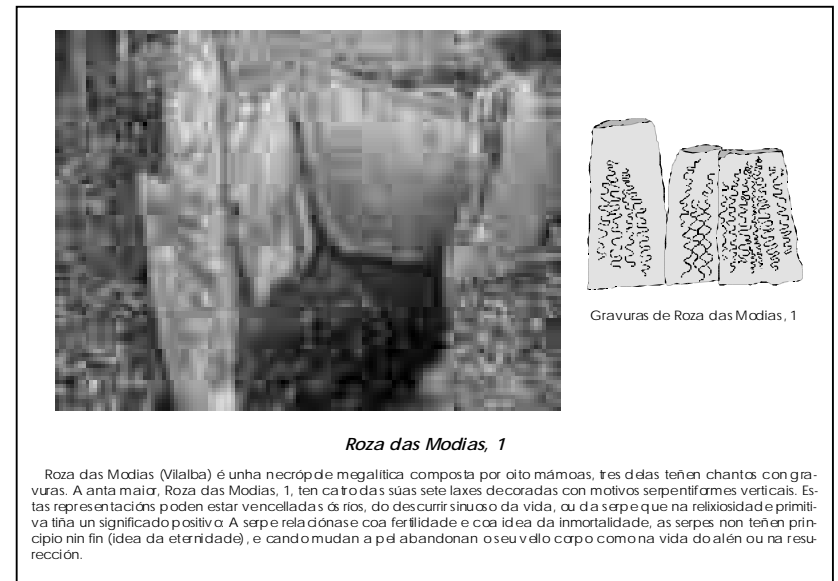 Gravuras de Roza das Modias, 1
Roza das Modias, 1
Roza das Modias (Vilalba) é unha necrópole megalítica composta por oito mámoas, tres delas teñen chantos con gra-
vuras. A anta maior, Roza das Modias, 1, ten catro das súas sete laxes decoradas con motivos serpentiformes verticais. Es-
tas representacións poden estar vencelladas ós ríos, do descurrir sinuoso da vida, ou da serpe que na relixiosidade primiti-
va tiña un significado positivo: A serpe relaciónase coa fertilidade e coa idea da inmortalidade, as serpes non teñen prin-
cipio nin fin (idea da eternidade), e cando mudan a pel abandonan o seu vello corpo como na vida do alén ou na resu-
rección.